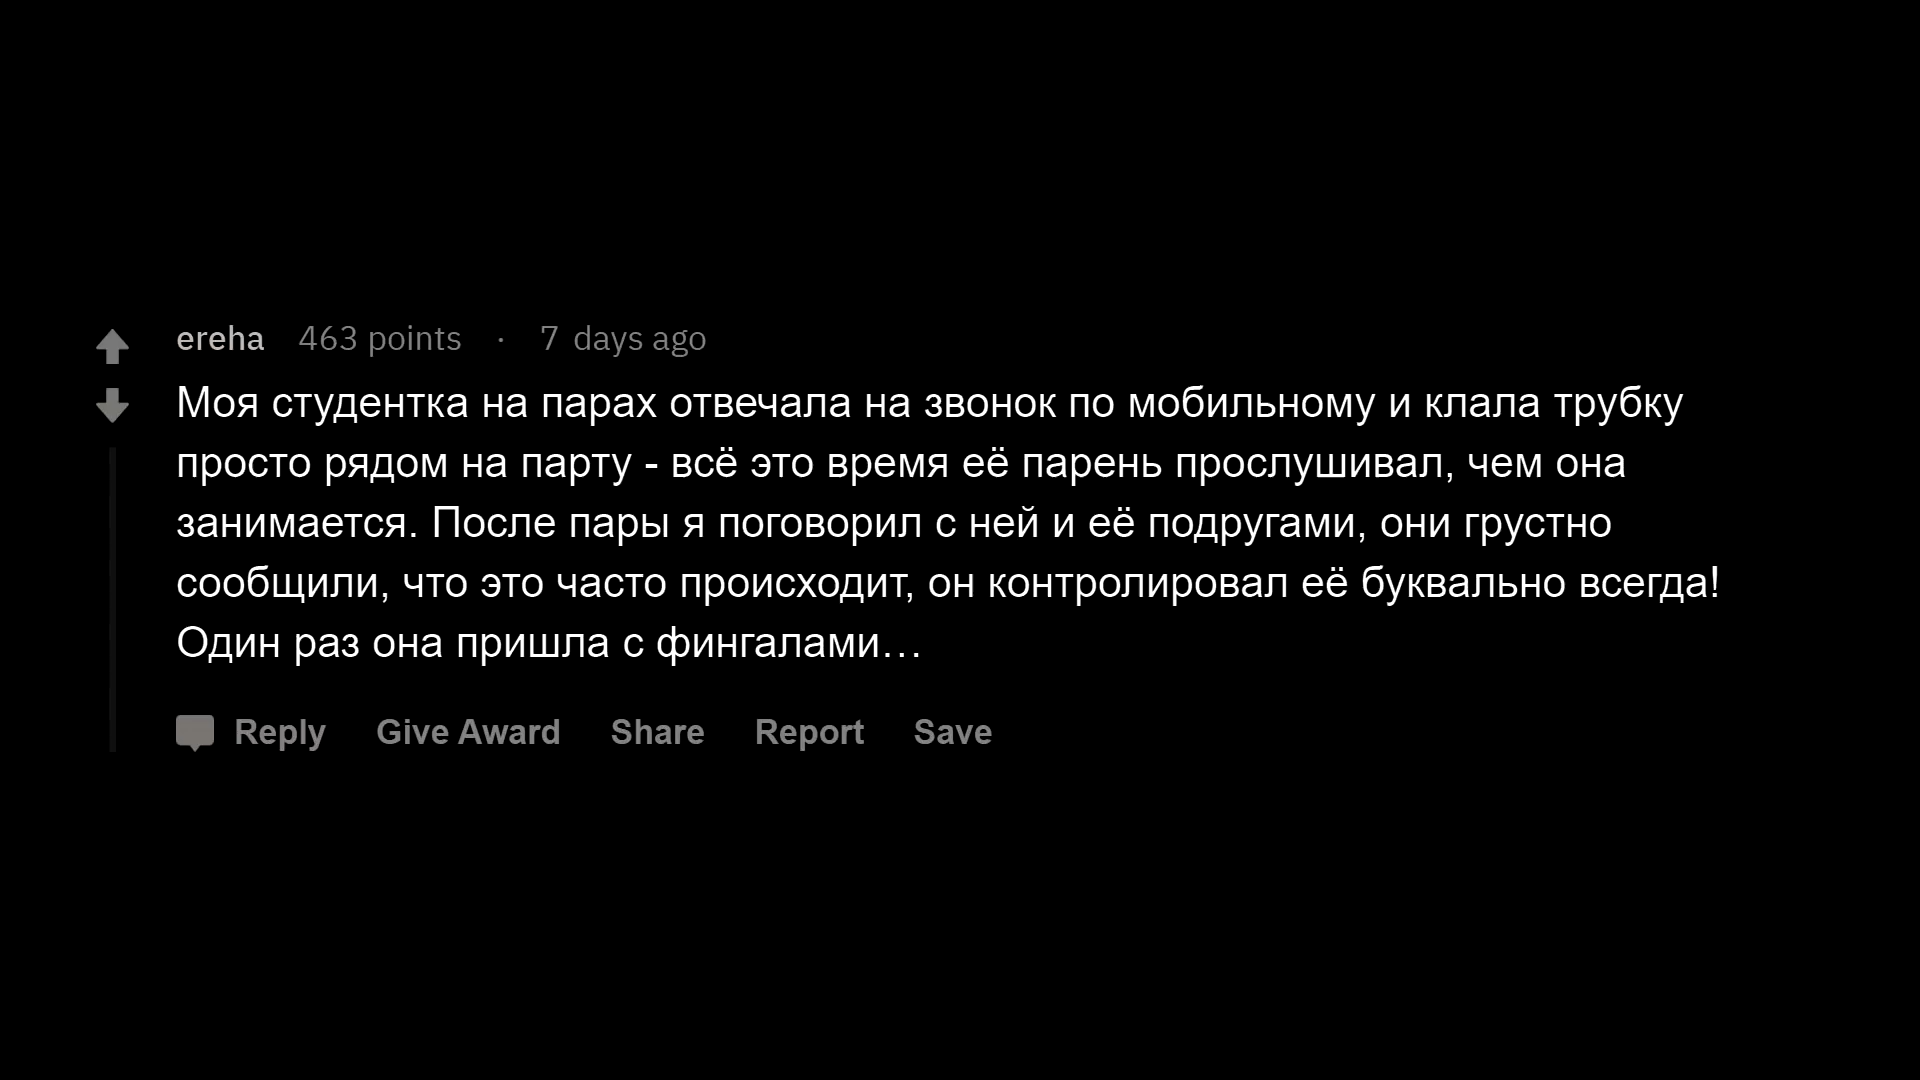 ereha 463 points · 7 days ago
Моя студентка на парах отвечала на звонок по мобильному и клала трубку
просто рядом на парту - всё это время её парень прослушивал, чем она
занимается. После пары я поговорил с ней и её подругами, они грустно
сообщили, что это часто происходит, он контролировал её буквально всегда!
Один раз она пришла с фингалами…
Reply Give Award Share Report Save